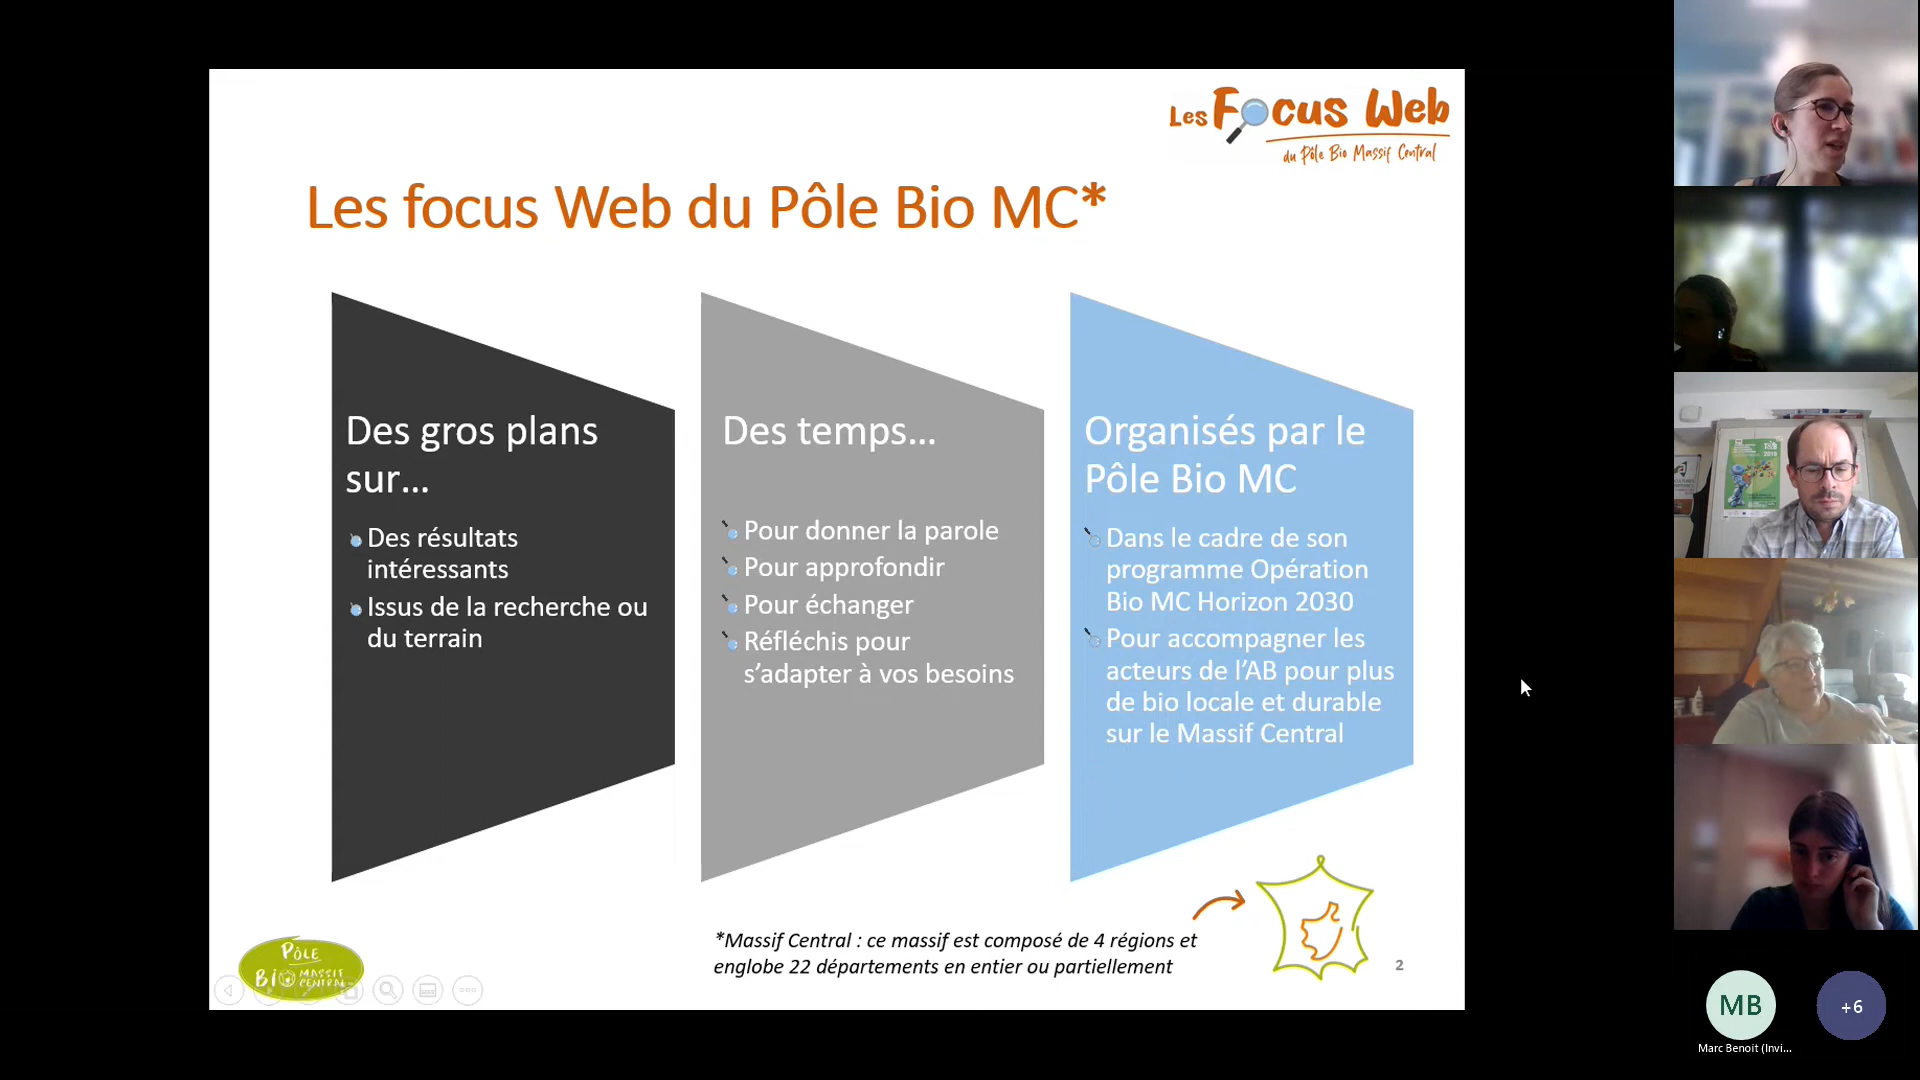 Les Focus Web
du Pôle Bio Massif Central
Les focus Web du Pôle Bio MC*
Des gros plans
sur...
Des résultats
intéressants
Issus de la recherche ou
du terrain
Des temps...
Pour donner la parole
Pour approfondir
Pour échanger
Réfléchis pour
s’adapter à vos besoins
Organisés par le
Pôle Bio MC
Dans le cadre de son
programme Opération
Bio MC Horizon 2030
Pour accompagner les
acteurs de l’AB pour plus
de bio locale et durable
sur le Massif Central
*Massif Central : ce massif est composé de 4 régions et
englobe 22 départements en entier ou partiellement
2
PÔLE
BIO MASSIF
CENTRAL
MB
+6
Marc Benoit (Invi...